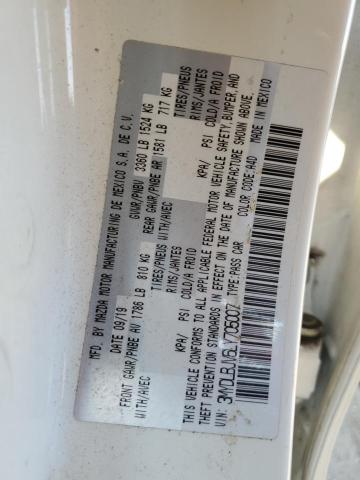 MFD. BY MAZDA MOTOR MANUFACTURING DE MEXICO S.A. DE C.V.
DATE 09/19 GVWR/PNBV 3360 LB 1524 KG
FRONT GAWR/PNBE AV 1786 LB 810 KG REAR GAWR/PNBE AR 1581 LB 717 KG
WITH/AVEC TIRES/PNEUS WITH/AVEC TIRES/PNEUS
RIMS/JANTES RIMS/JANTES
KPA/ PSI COLD/A FROID KPA/ PSI COLD/A FROID
THIS VEHICLE CONFORMS TO ALL APPLICABLE FEDERAL MOTOR VEHICLE SAFETY, BUMPER, AND
THEFT PREVENTION STANDARDS IN EFFECT ON THE DATE OF MANUFACTURE SHOWN ABOVE.
VIN: TYPE:PASS CAR COLOR CODE:A4D MADE IN MEXICO